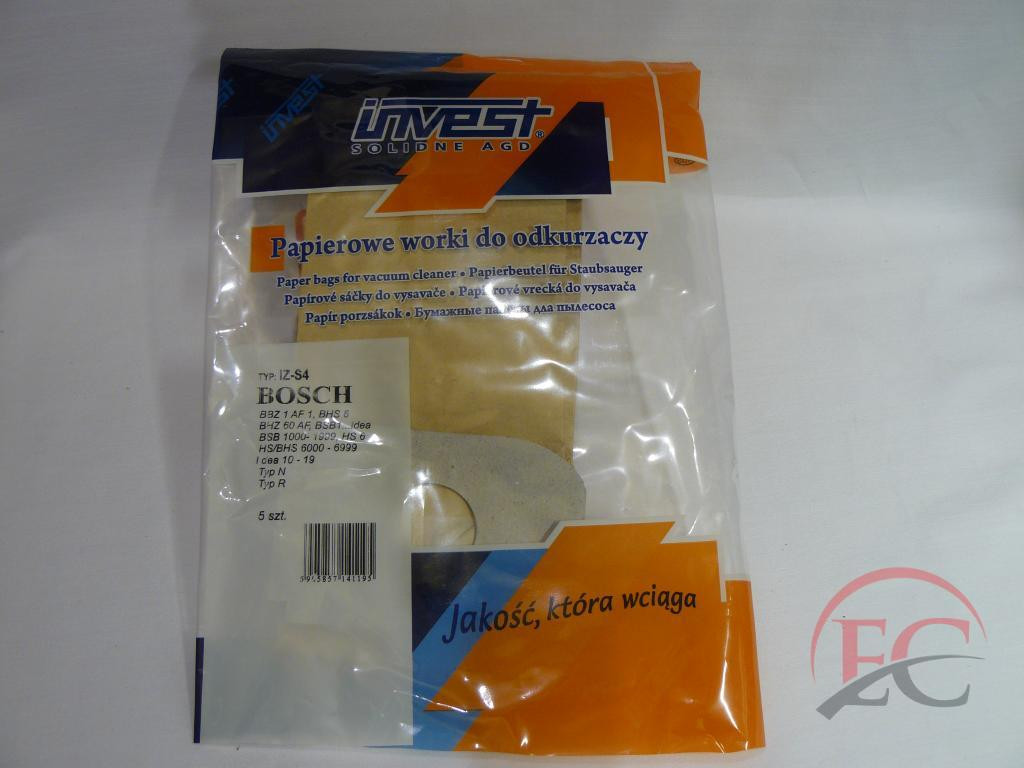 invest
invest®
SOLIDNE AGD
Papierowe worki do odkurzaczy
Paper bags for vacuum cleaner • Papierbeutel für Staubsauger
Papírové sáčky do vysavače • Papírové vrecká do vysavača
Papír porzsákok • Бумажные для пылесоса
TYP: IZ-S4
BOSCH
BBZ 1 AF 1, BHS 6
BHZ 60 AF, BSB1...Idea
BSB 1000- 1999, HS 6
HS/BHS 6000 - 6999
Idea 10 - 19
Typ N
Typ R
5 szt.
Jakość, która wciąga
EC